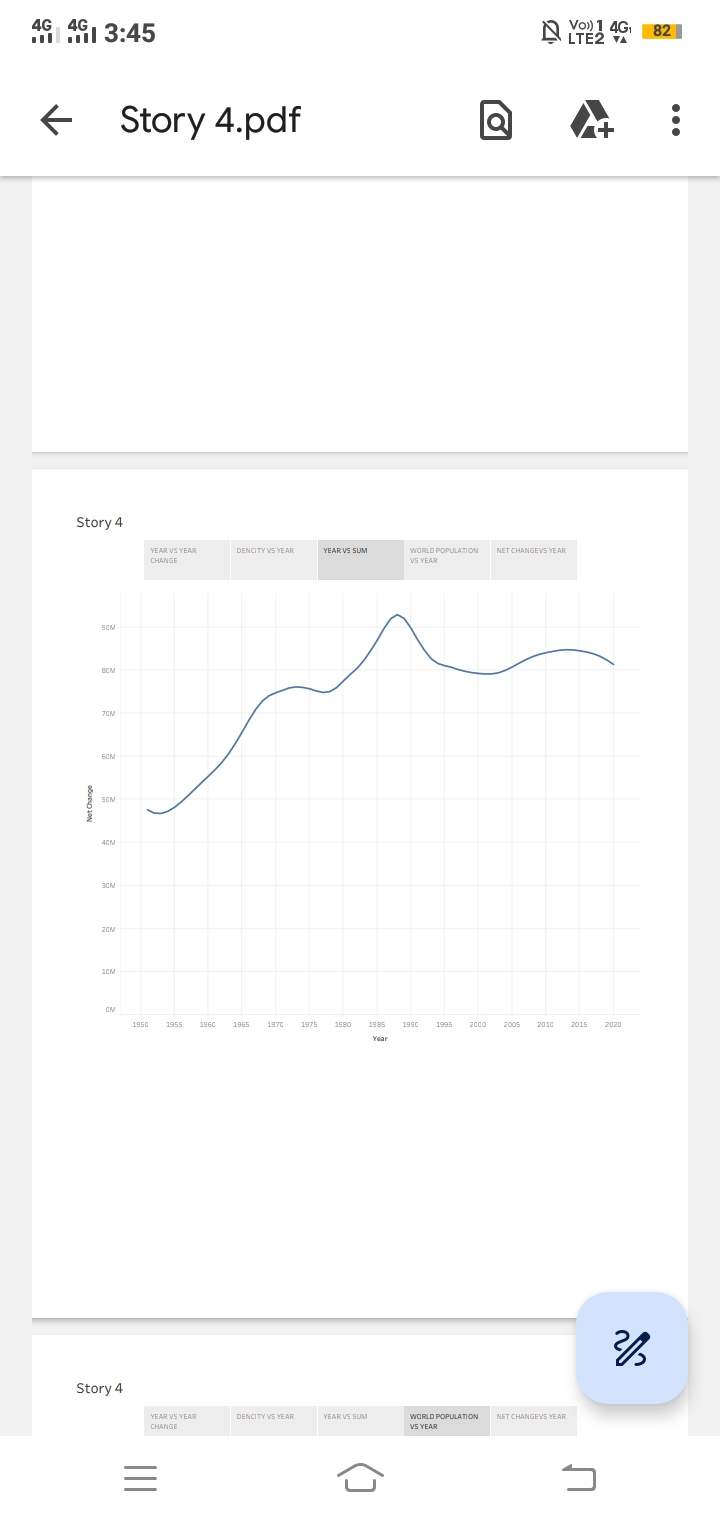 4G 4G 3:45 Vo)) 1 4G 82
LTE2
Story 4.pdf
Story 4
YEAR VS YEAR DENCITY VS YEAR YEAR VS SUM WORLD POPULATION NET CHANGEVS YEAR
CHANGE VS YEAR
90M
80M
70M
60M
50M
Net Change
40M
30M
20M
10M
0M
1950 1955 1960 1965 1970 1975 1980 1985 1990 1995 2000 2005 2010 2015 2020
Year
Story 4
YEAR VS YEAR DENCITY VS YEAR YEAR VS SUM WORLD POPULATION NET CHANGEVS YEAR
CHANGE VS YEAR